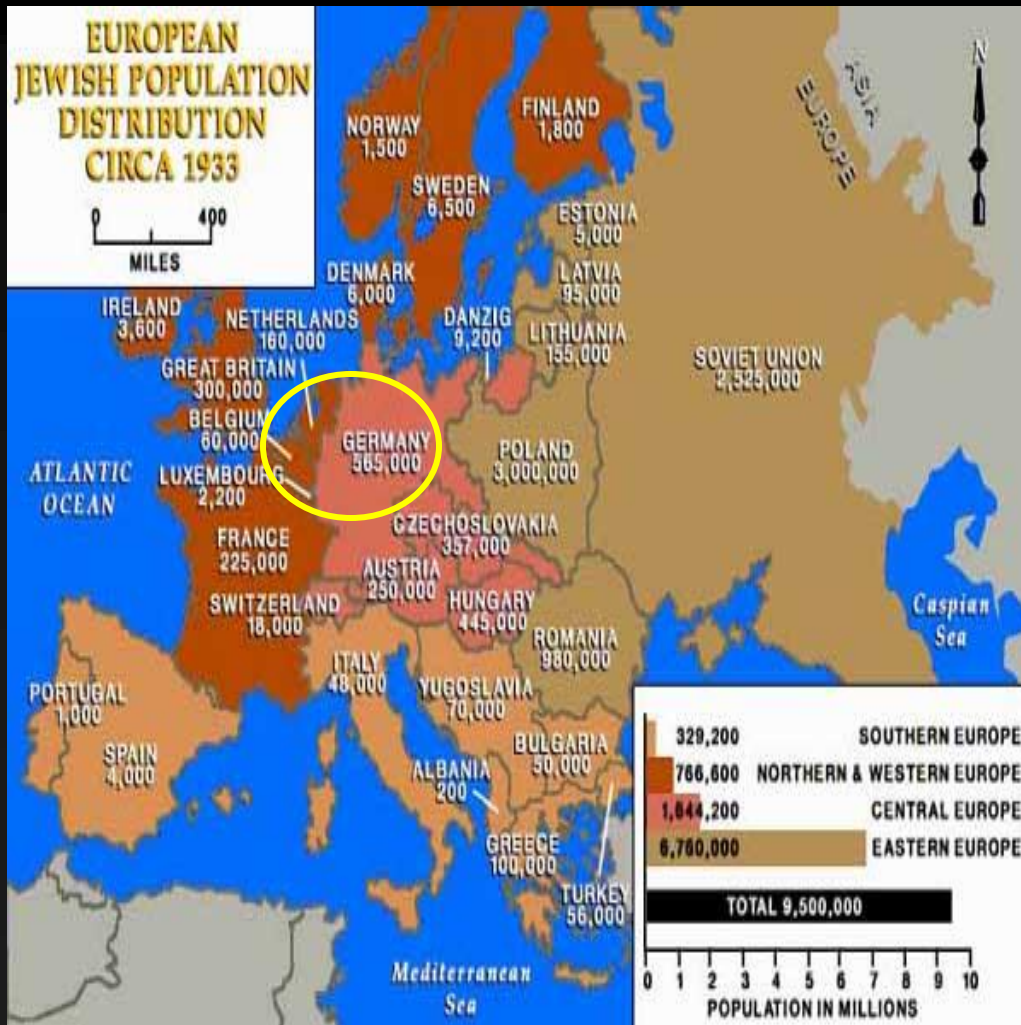 EUROPEAN
JEWISH POPULATION
DISTRIBUTION
CIRCA 1933
0 400
MILES
N
ASIA
EUROPE
NORWAY
1,500
FINLAND
1,800
SWEDEN
6,500
ESTONIA
5,000
LATVIA
95,000
DENMARK
6,000
IRELAND
3,600
NETHERLANDS
160,000
DANZIG
9,200
LITHUANIA
155,000
SOVIET UNION
2,525,000
GREAT BRITAIN
300,000
BELGIUM
60,000
GERMANY
565,000
POLAND
3,000,000
ATLANTIC
OCEAN
LUXEMBOURG
2,200
FRANCE
225,000
CZECHOSLOVAKIA
357,000
AUSTRIA
250,000
SWITZERLAND
18,000
HUNGARY
445,000
ROMANIA
980,000
Caspian
Sea
ITALY
48,000
YUGOSLAVIA
70,000
PORTUGAL
1,000
SPAIN
4,000
BULGARIA
50,000
ALBANIA
200
GREECE
100,000
TURKEY
56,000
Mediterranean
Sea
329,200 SOUTHERN EUROPE
766,600 NORTHERN & WESTERN EUROPE
1,644,200 CENTRAL EUROPE
6,760,000 EASTERN EUROPE
TOTAL 9,500,000
0 1 2 3 4 5 6 7 8 9 10
POPULATION IN MILLIONS